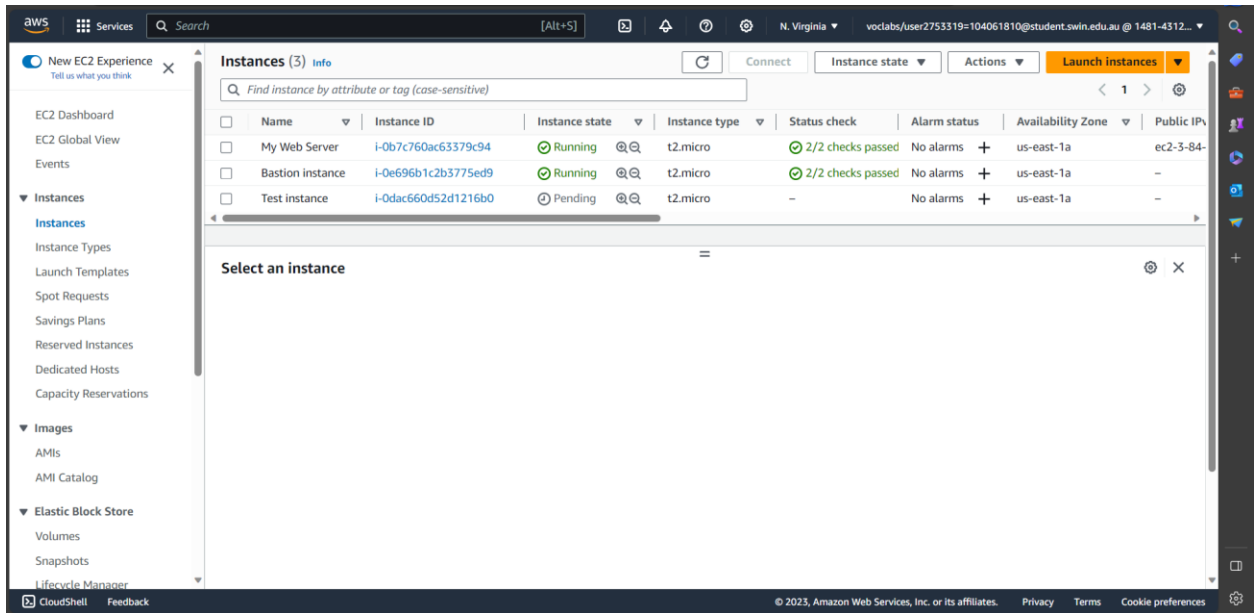 aws Services Search [Alt+S] N. Virginia voclabs/user2753319=104061810@student.swin.edu.au @ 1481-4312...
New EC2 Experience
Tell us what you think
EC2 Dashboard
EC2 Global View
Events
Instances
Instances
Instance Types
Launch Templates
Spot Requests
Savings Plans
Reserved Instances
Dedicated Hosts
Capacity Reservations
Images
AMIs
AMI Catalog
Elastic Block Store
Volumes
Snapshots
Lifecycle Manager
Instances (3) Info Connect Instance state Actions Launch instances
Find instance by attribute or tag (case-sensitive) 1
Name Instance ID Instance state Instance type Status check Alarm status Availability Zone Public IPv
My Web Server i-0b7c760ac63379c94 Running t2.micro 2/2 checks passed No alarms + us-east-1a ec2-3-84-
Bastion instance i-0e696b1c2b3775ed9 Running t2.micro 2/2 checks passed No alarms + us-east-1a –
Test instance i-0dac660d52d1216b0 Pending t2.micro – No alarms + us-east-1a –
Select an instance
CloudShell Feedback © 2023, Amazon Web Services, Inc. or its affiliates. Privacy Terms Cookie preferences